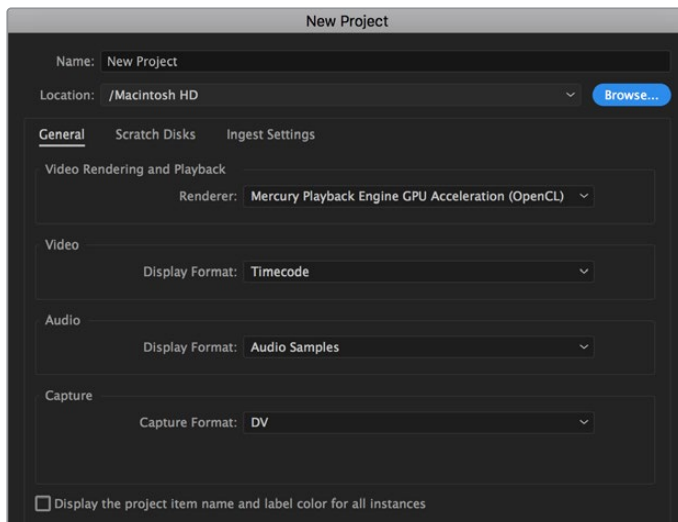 New Project
Name: New Project
Location: /Macintosh HD Browse...
General Scratch Disks Ingest Settings
Video Rendering and Playback
Renderer: Mercury Playback Engine GPU Acceleration (OpenCL)
Video
Display Format: Timecode
Audio
Display Format: Audio Samples
Capture
Capture Format: DV
Display the project item name and label color for all instances